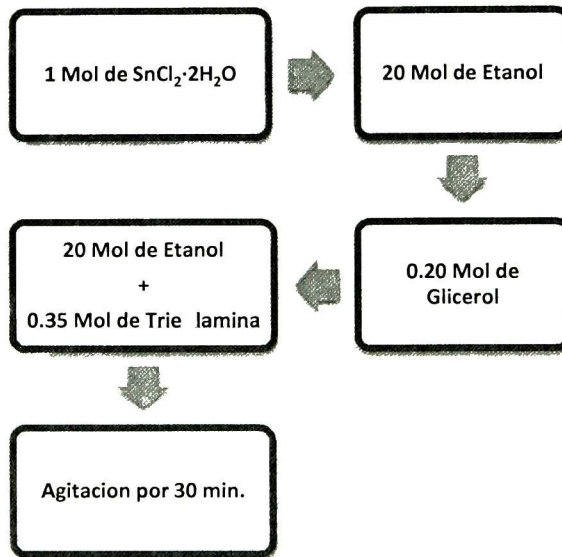 1 Mol de SnCl₂·2H₂O
20 Mol de Etanol
0.20 Mol de
Glicerol
20 Mol de Etanol
+
0.35 Mol de Trie lamina
Agitacion por 30 min.